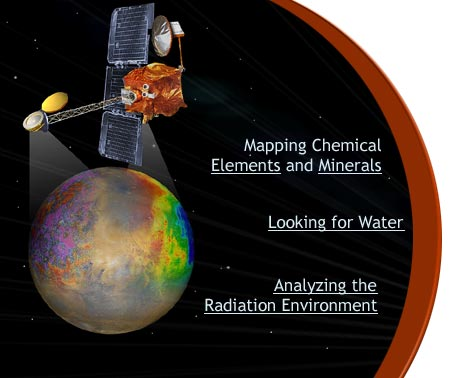 Mapping Chemical
Elements and Minerals
Looking for Water
Analyzing the
Radiation Environment